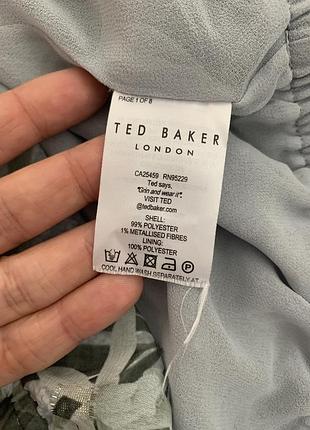 PAGE 1 OF 8
TED BAKER
LONDON
CA25459 RN95229
Ted says,
"Grin and wear it".
VISIT TED
@tedbaker.com
SHELL:
99% POLYESTER
1% METALLISED FIBRES
LINING:
100% POLYESTER
P
COOL HAND WASH SEPARATELY AT